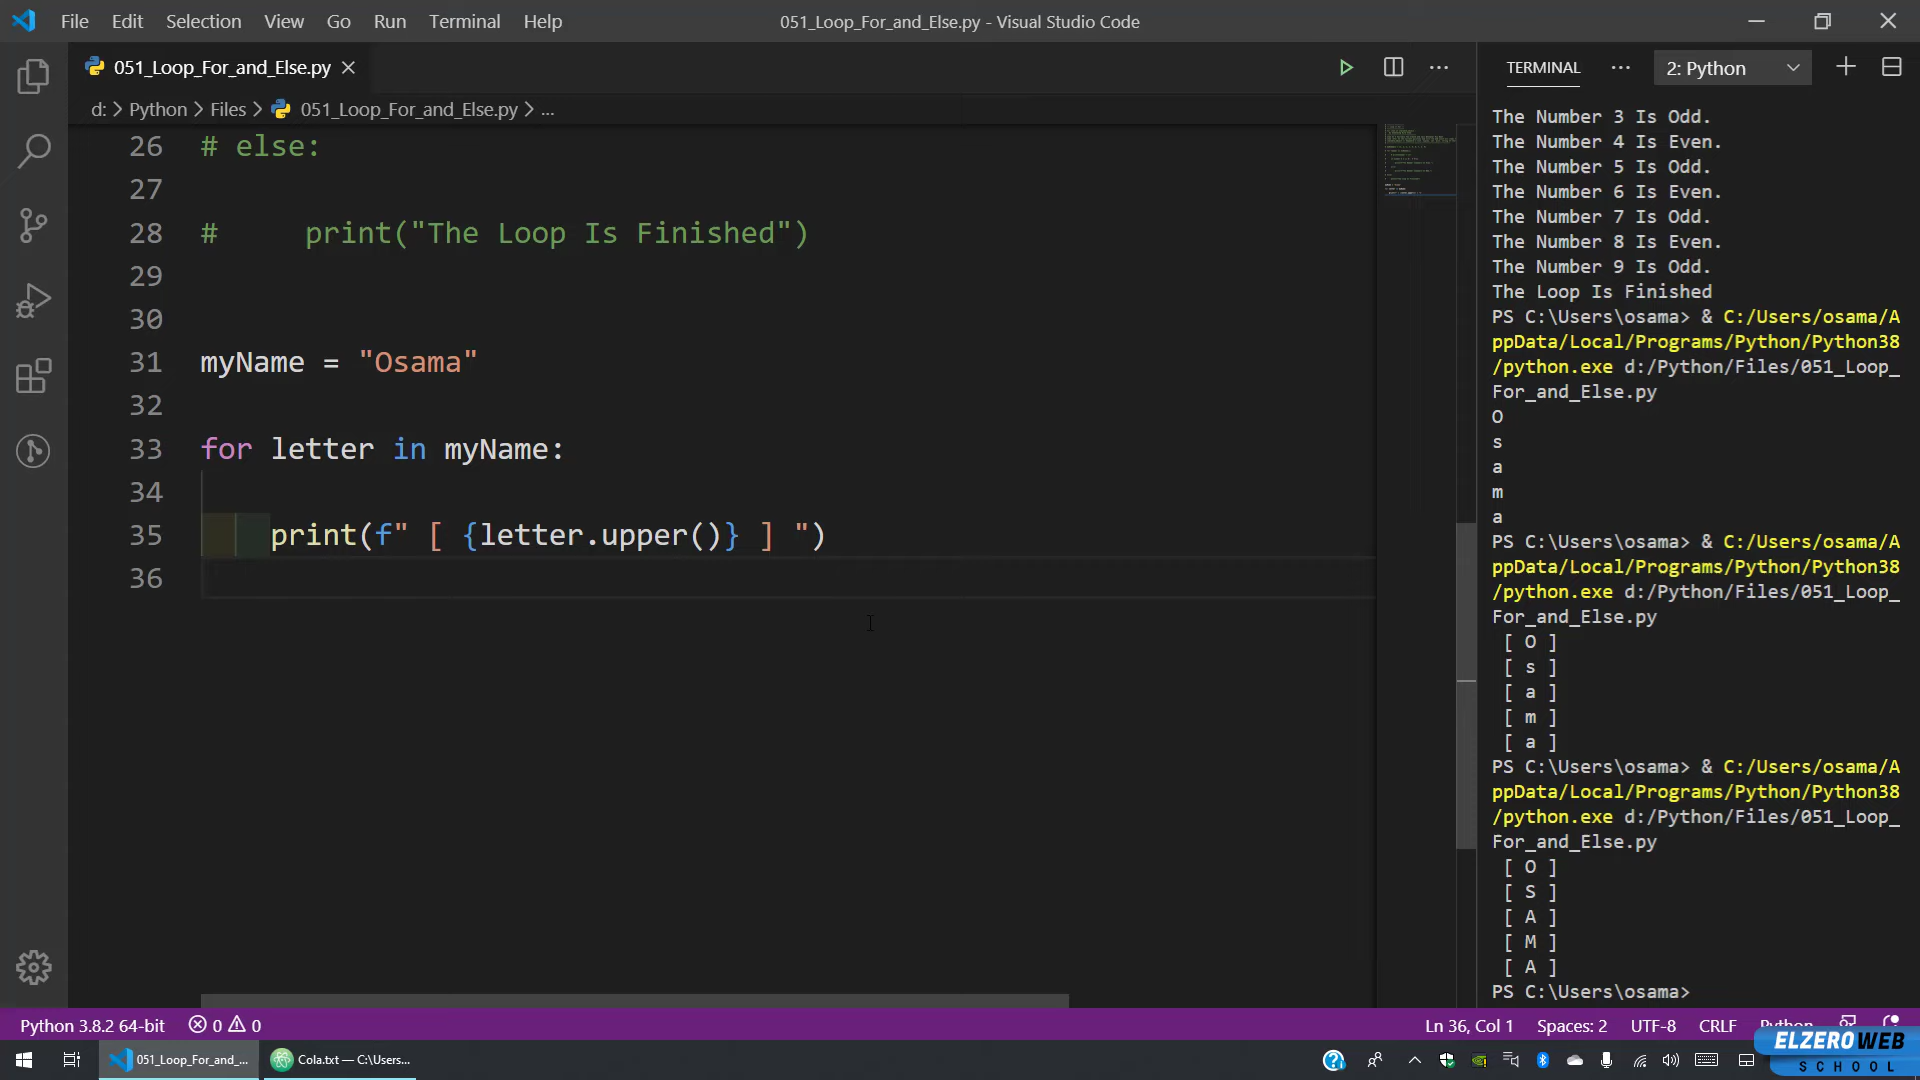 File Edit Selection View Go Run Terminal Help
051_Loop_For_and_Else.py - Visual Studio Code
051_Loop_For_and_Else.py
d: > Python > Files > 051_Loop_For_and_Else.py > ...
26 # else:
27
28 #     print("The Loop Is Finished")
29
30
31 myName = "Osama"
32
33 for letter in myName:
34
35     print(f" [ {letter.upper()} ] ")
36
TERMINAL ... 2: Python
The Number 3 Is Odd.
The Number 4 Is Even.
The Number 5 Is Odd.
The Number 6 Is Even.
The Number 7 Is Odd.
The Number 8 Is Even.
The Number 9 Is Odd.
The Loop Is Finished
PS C:\Users\osama> & C:/Users/osama/A
ppData/Local/Programs/Python/Python38
/python.exe d:/Python/Files/051_Loop_
For_and_Else.py
O
s
a
m
a
PS C:\Users\osama> & C:/Users/osama/A
ppData/Local/Programs/Python/Python38
/python.exe d:/Python/Files/051_Loop_
For_and_Else.py
[ O ]
[ s ]
[ a ]
[ m ]
[ a ]
PS C:\Users\osama> & C:/Users/osama/A
ppData/Local/Programs/Python/Python38
/python.exe d:/Python/Files/051_Loop_
For_and_Else.py
[ O ]
[ S ]
[ A ]
[ M ]
[ A ]
PS C:\Users\osama>
Python 3.8.2 64-bit 0 0
Ln 36, Col 1 Spaces: 2 UTF-8 CRLF Python
051_Loop_For_and_...
Cola.txt — C:\Users...
ELZEROWEB
SCHOOL